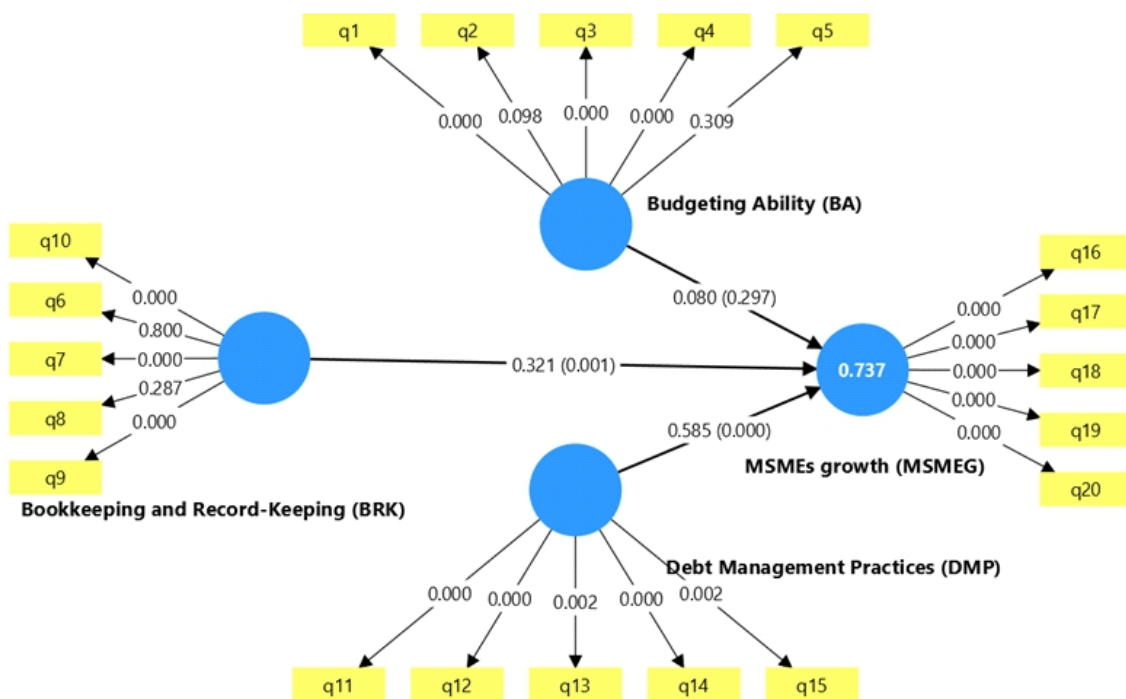 q1 q2 q3 q4 q5
0.000 0.098 0.000 0.000 0.309
Budgeting Ability (BA)
q10
q6
q7
q8
q9
0.000
0.800
0.000
0.287
0.000
Bookkeeping and Record-Keeping (BRK)
0.080 (0.297)
0.321 (0.001)
0.585 (0.000)
0.737
MSMEs growth (MSMEG)
0.000
0.000
0.000
0.000
0.000
q16
q17
q18
q19
q20
Debt Management Practices (DMP)
0.000 0.000 0.002 0.000 0.002
q11 q12 q13 q14 q15